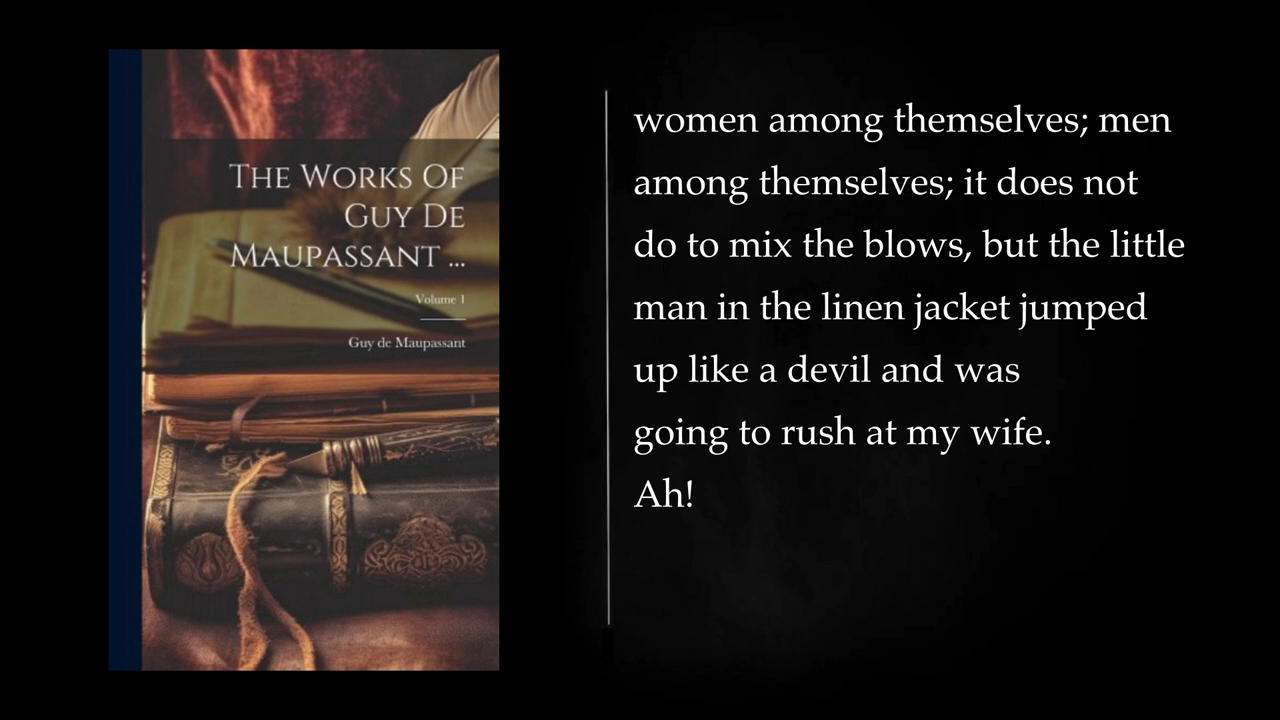 The Works Of
Guy De
Maupassant ...
Volume 1
Guy de Maupassant
women among themselves; men
among themselves; it does not
do to mix the blows, but the little
man in the linen jacket jumped
up like a devil and was
going to rush at my wife.
Ah!